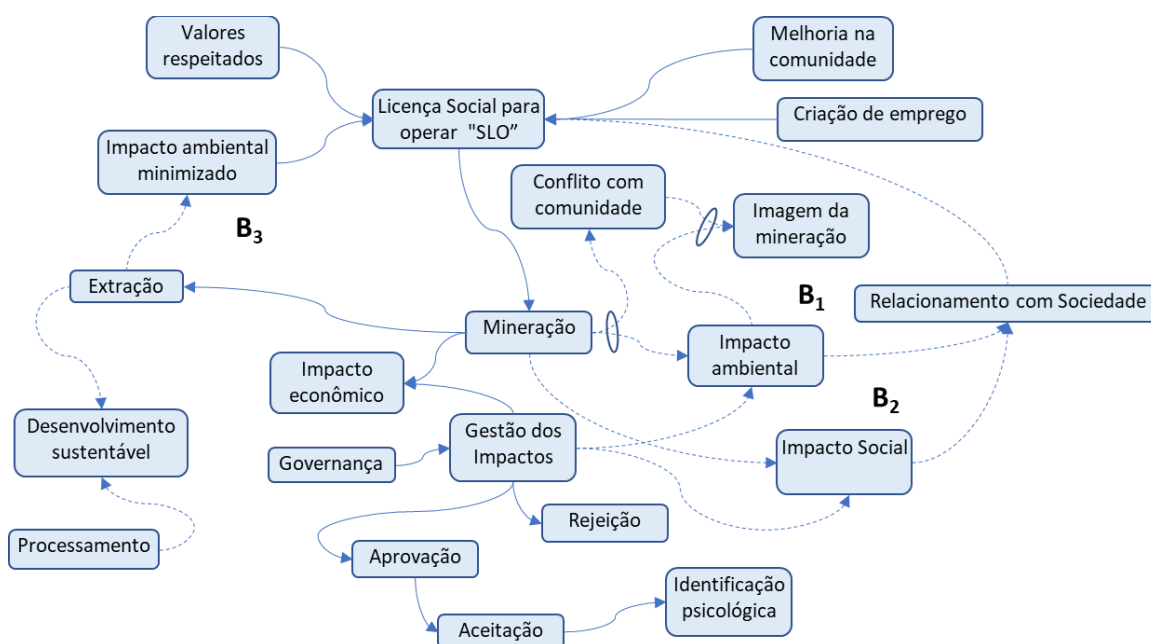 Valores
respeitados
Melhoria na
comunidade
Licença Social para
operar "SLO”
Criação de emprego
Impacto ambiental
minimizado
Conflito com
comunidade
Imagem da
mineração
B3
Extração
B1
Relacionamento com Sociedade
Mineração
Impacto
ambiental
Impacto
econômico
B2
Desenvolvimento
sustentável
Gestão dos
Impactos
Impacto Social
Governança
Rejeição
Processamento
Aprovação
Identificação
psicológica
Aceitação